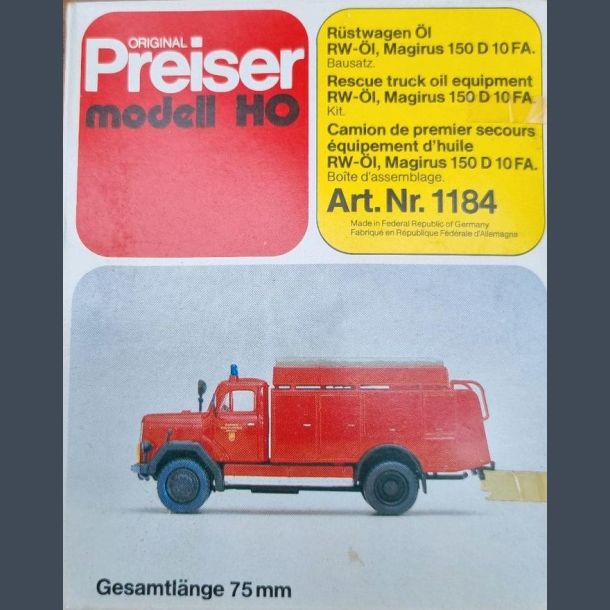 ORIGINAL
Preiser
modell HO
Rüstwagen Öl
RW-Öl, Magirus 150 D 10 FA.
Bausatz.
Rescue truck oil equipment
RW-Öl, Magirus 150 D 10 FA
Kit.
Camion de premier secours
équipement d'huile
RW-Öl, Magirus 150 D 10 FA.
Boîte d'assemblage.
Art. Nr. 1184
Made in Federal Republic of Germany
Fabriqué en République Fédérale d'Allemagne
Gesamtlänge 75 mm